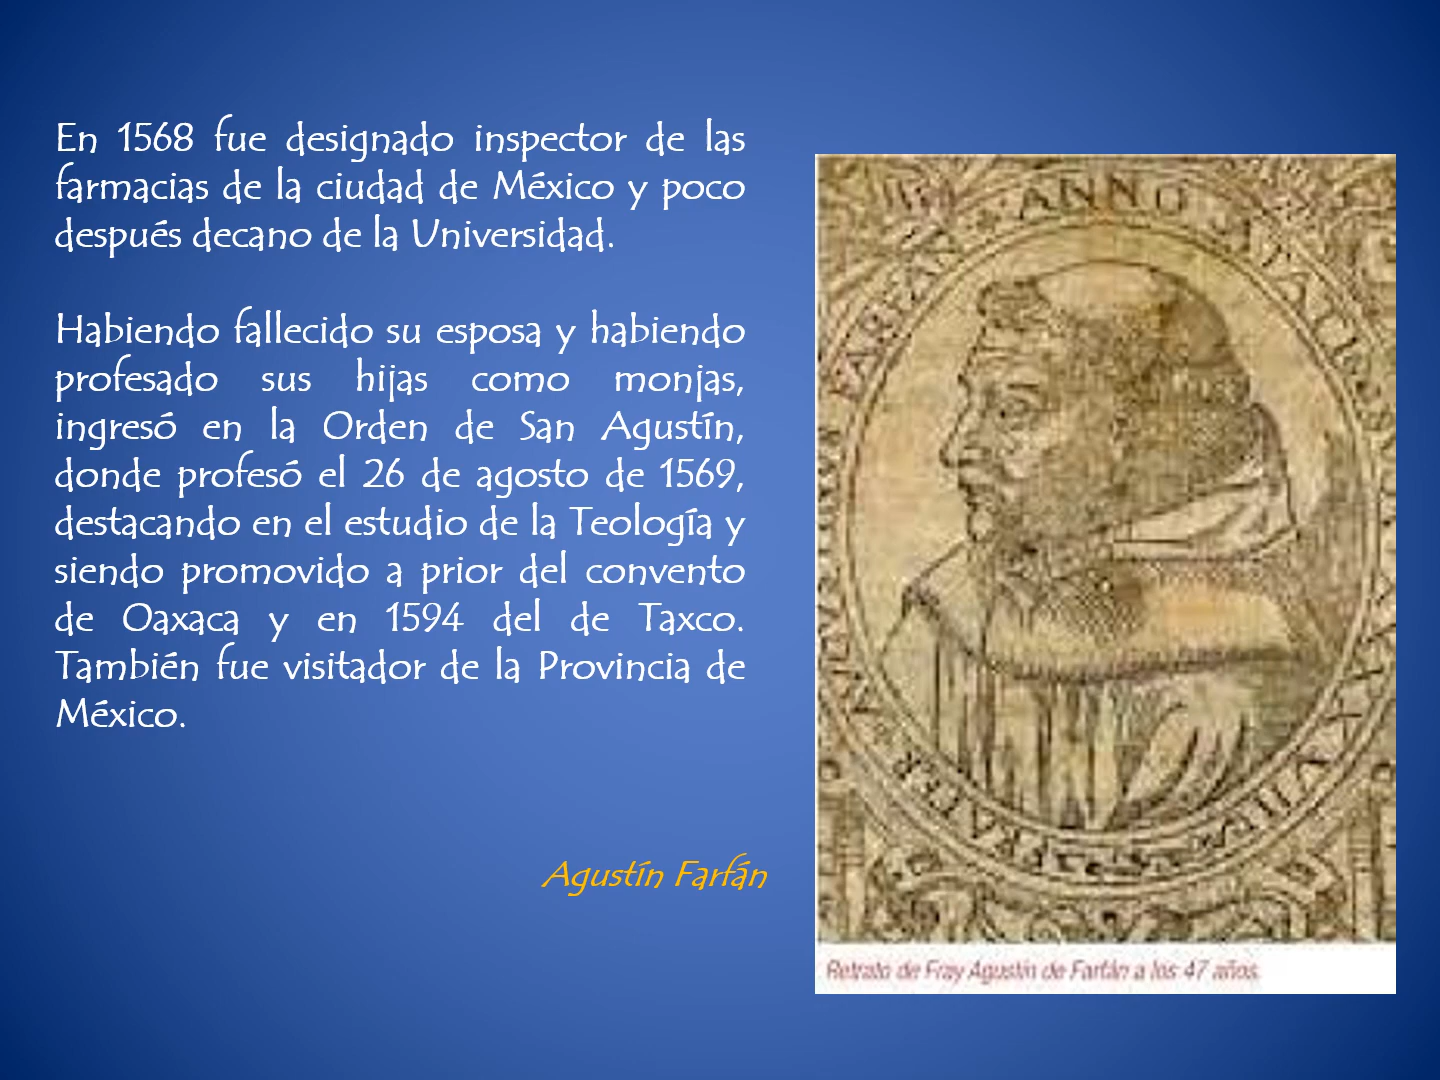 En 1568 fue designado inspector de las
farmacias de la ciudad de México y poco
después decano de la Universidad.
Habiendo fallecido su esposa y habiendo
profesado sus hijas como monjas,
ingresó en la Orden de San Agustín,
donde profesó el 26 de agosto de 1569,
destacando en el estudio de la Teología y
siendo promovido a prior del convento
de Oaxaca y en 1594 del de Taxco.
También fue visitador de la Provincia de
México.
Agustín Farfán
ANNO
FARFAN
FRATER
Retrato de Fray Agustín de Farfán a los 47 años.